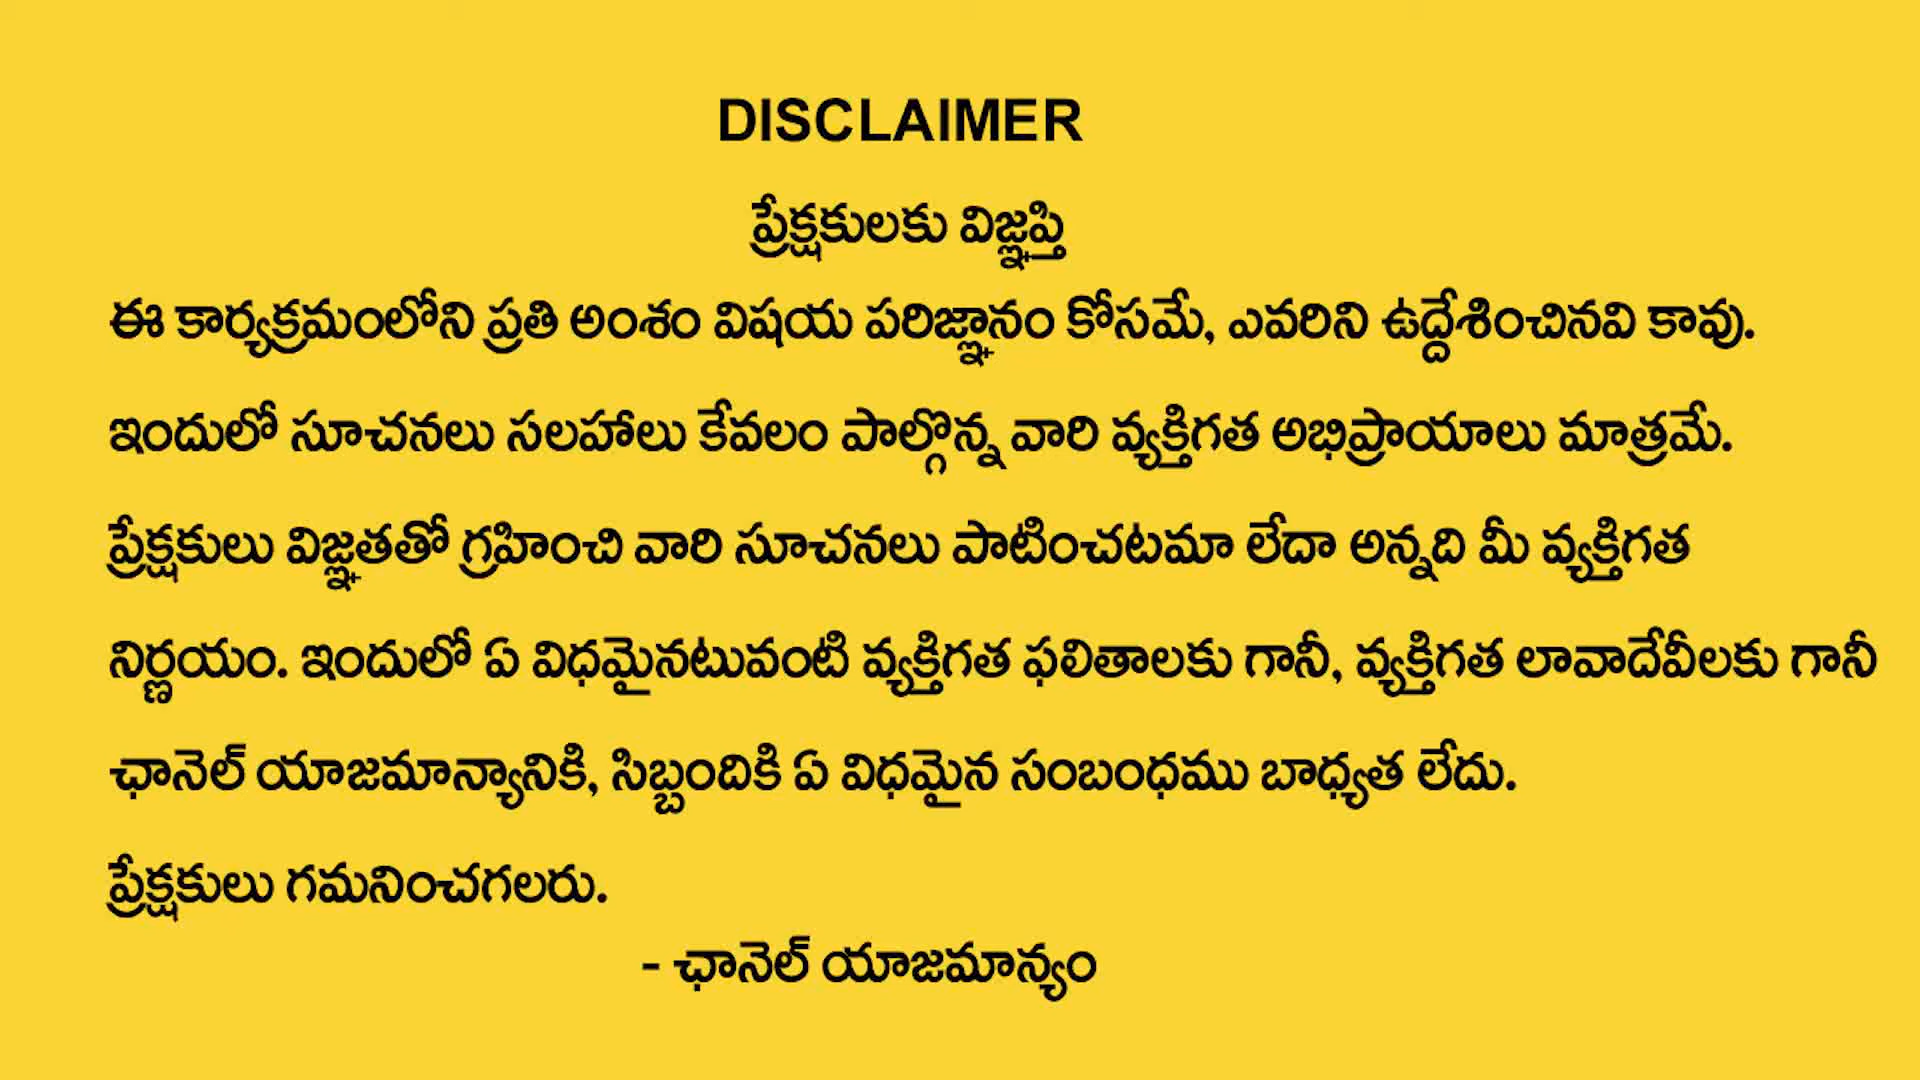 DISCLAIMER
ప్రేక్షకులకు విజ్ఞప్తి
ఈ కార్యక్రమంలోని ప్రతి అంశం విషయ పరిజ్ఞానం కోసమే, ఎవరిని ఉద్దేశించినవి కావు.
ఇందులో సూచనలు సలహాలు కేవలం పాల్గొన్న వారి వ్యక్తిగత అభిప్రాయాలు మాత్రమే.
ప్రేక్షకులు విజ్ఞతతో గ్రహించి వారి సూచనలు పాటించటమా లేదా అన్నది మీ వ్యక్తిగత
నిర్ణయం. ఇందులో ఏ విధమైనటువంటి వ్యక్తిగత ఫలితాలకు గానీ, వ్యక్తిగత లావాదేవీలకు గానీ
ఛానెల్ యాజమాన్యానికి, సిబ్బందికి ఏ విధమైన సంబంధము బాధ్యత లేదు.
ప్రేక్షకులు గమనించగలరు.
- ఛానెల్ యాజమాన్యం